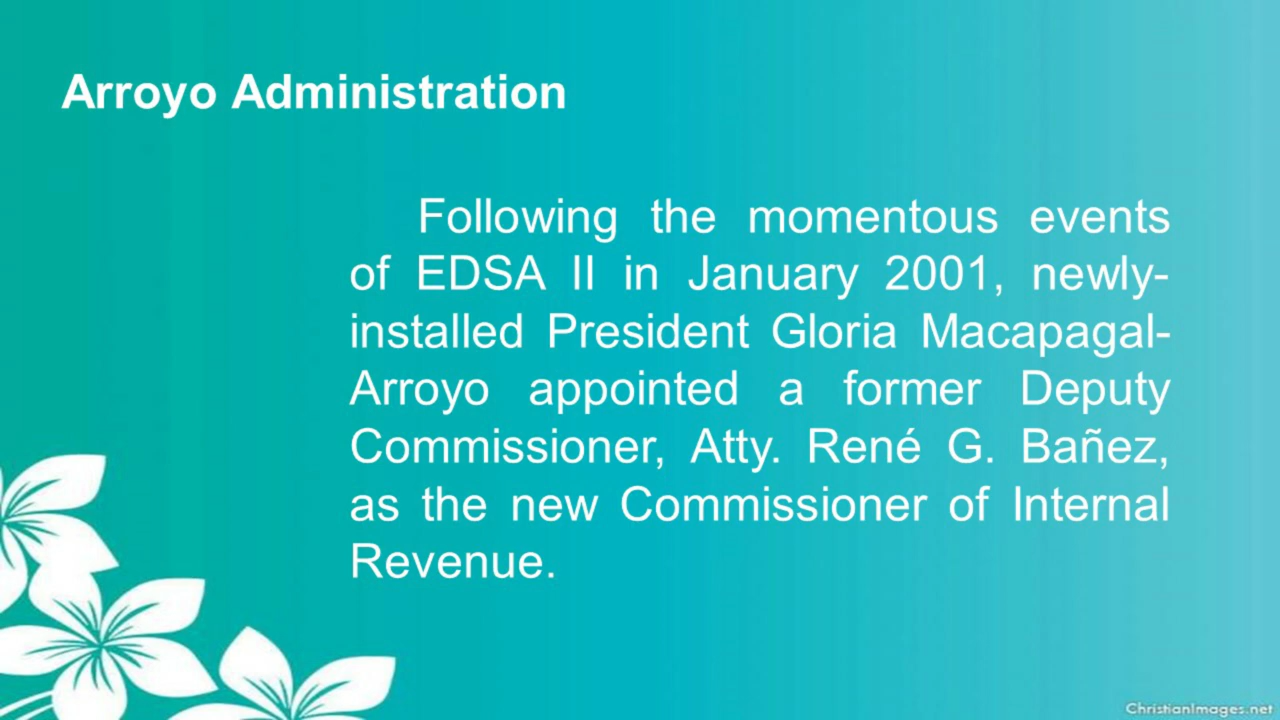 Arroyo Administration
Following the momentous events
of EDSA II in January 2001, newly-
installed President Gloria Macapagal-
Arroyo appointed a former Deputy
Commissioner, Atty. René G. Bañez,
as the new Commissioner of Internal
Revenue.
ChristianImages.net